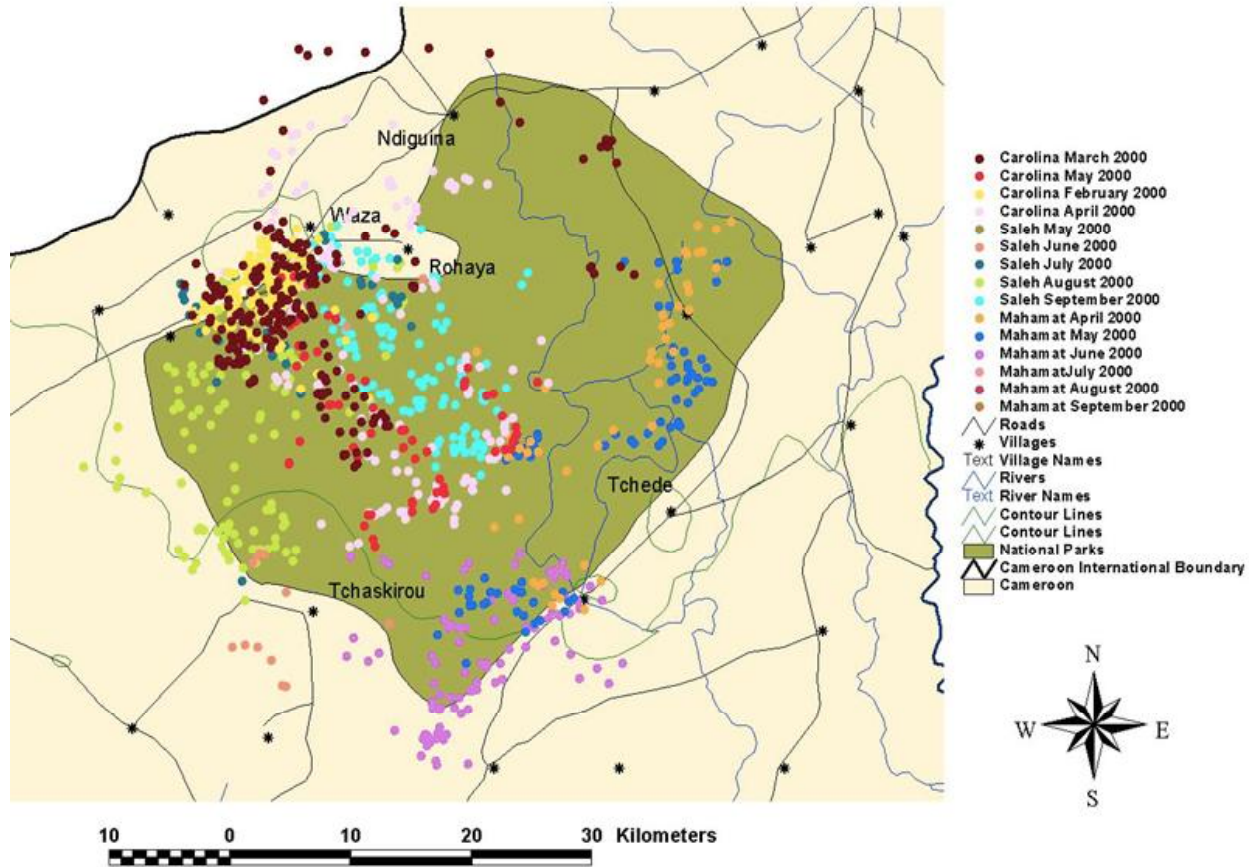 Ndiguina
Waza
Rohaya
Tchede
Tchaskirou
Carolina March 2000
Carolina May 2000
Carolina February 2000
Carolina April 2000
Saleh May 2000
Saleh June 2000
Saleh July 2000
Saleh August 2000
Saleh September 2000
Mahamat April 2000
Mahamat May 2000
Mahamat June 2000
MahamatJuly 2000
Mahamat August 2000
Mahamat September 2000
Roads
Villages
Text Village Names
Rivers
Text River Names
Contour Lines
Contour Lines
National Parks
Cameroon International Boundary
Cameroon
N
W E
S
10 0 10 20 30 Kilometers